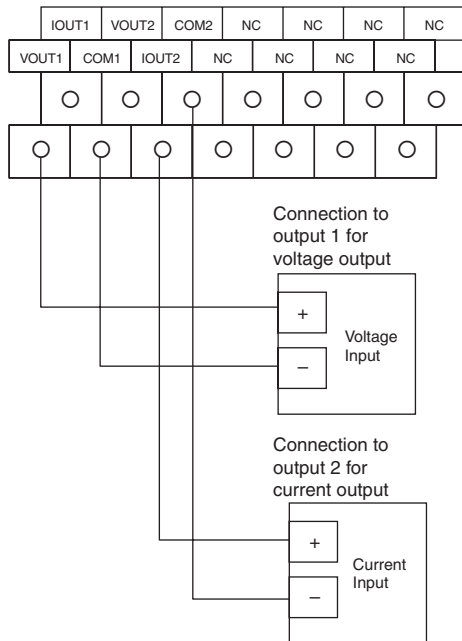 IOUT1 VOUT2 COM2 NC NC NC NC
VOUT1 COM1 IOUT2 NC NC NC NC
Connection to
output 1 for
voltage output
+
Voltage
Input
−
Connection to
output 2 for
current output
+
Current
Input
−